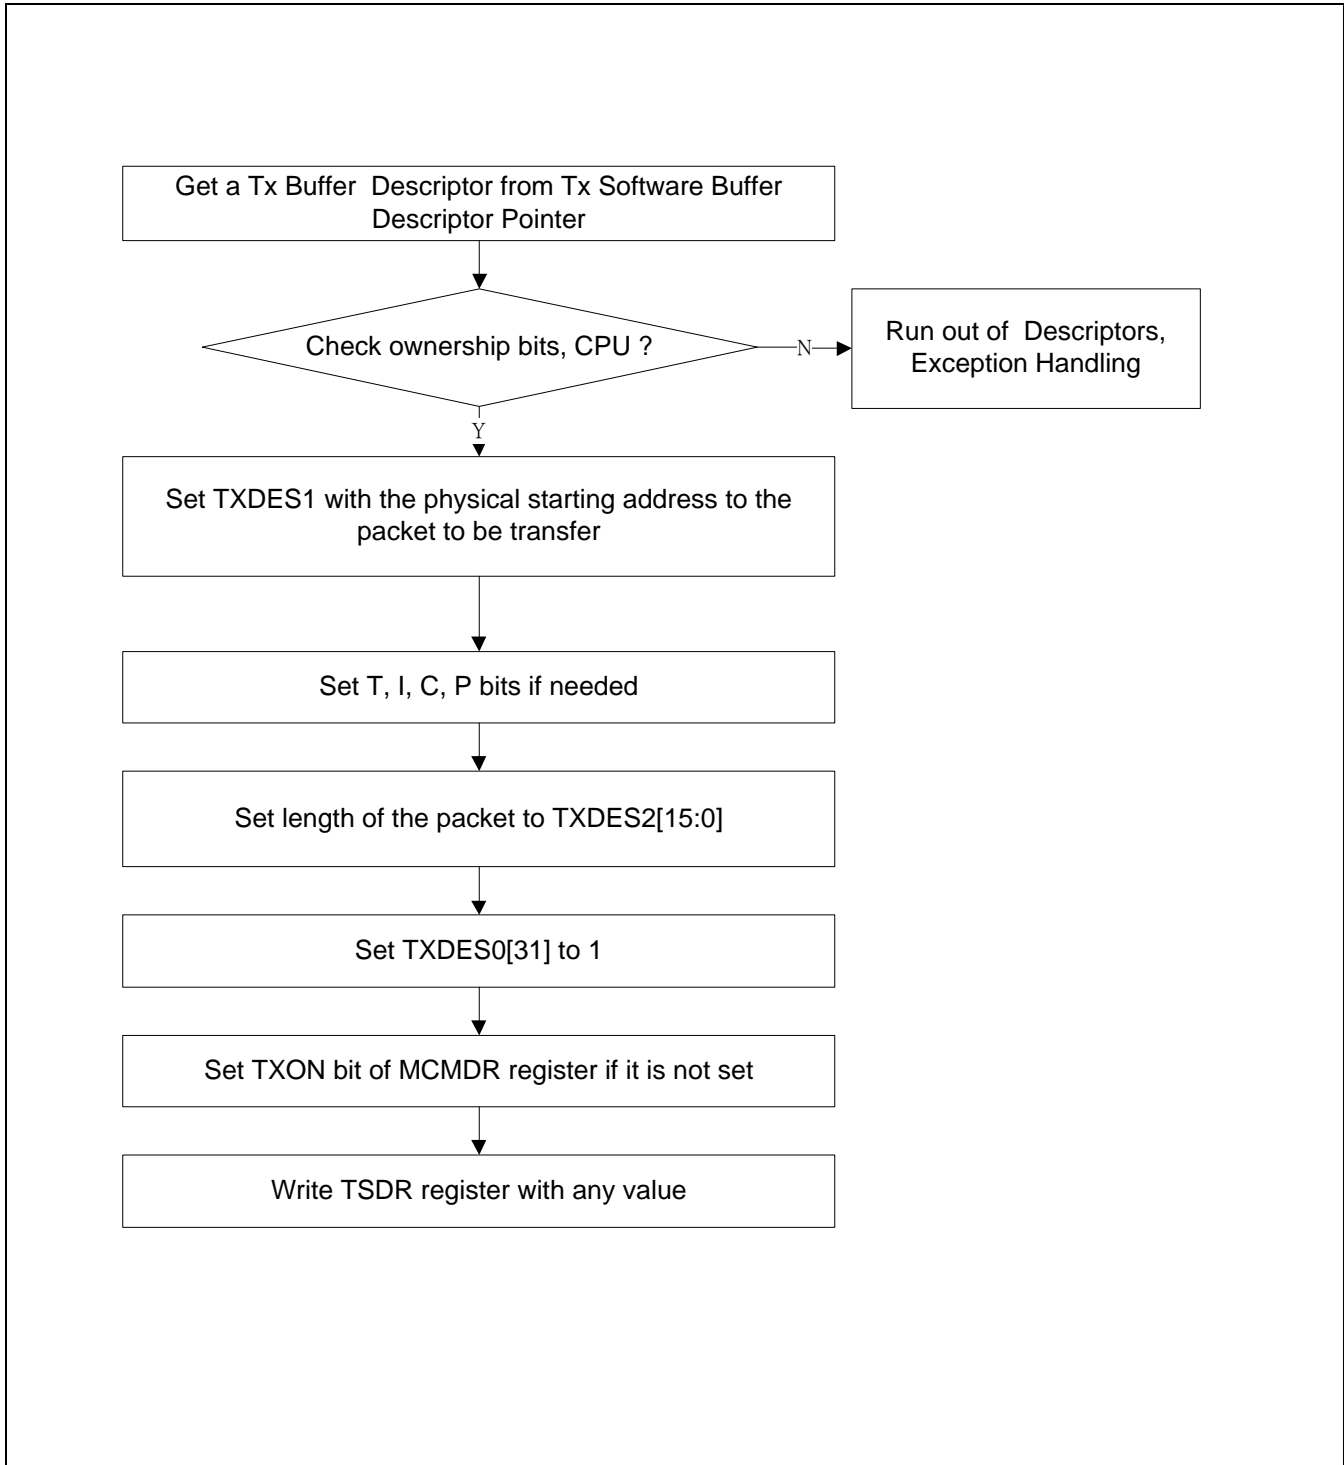 Get a Tx Buffer  Descriptor from Tx Software Buffer
Descriptor Pointer
Check ownership bits, CPU ?
N
Run out of  Descriptors,
Exception Handling
Y
Set TXDES1 with the physical starting address to the
packet to be transfer
Set T, I, C, P bits if needed
Set length of the packet to TXDES2[15:0]
Set TXDES0[31] to 1
Set TXON bit of MCMDR register if it is not set
Write TSDR register with any value